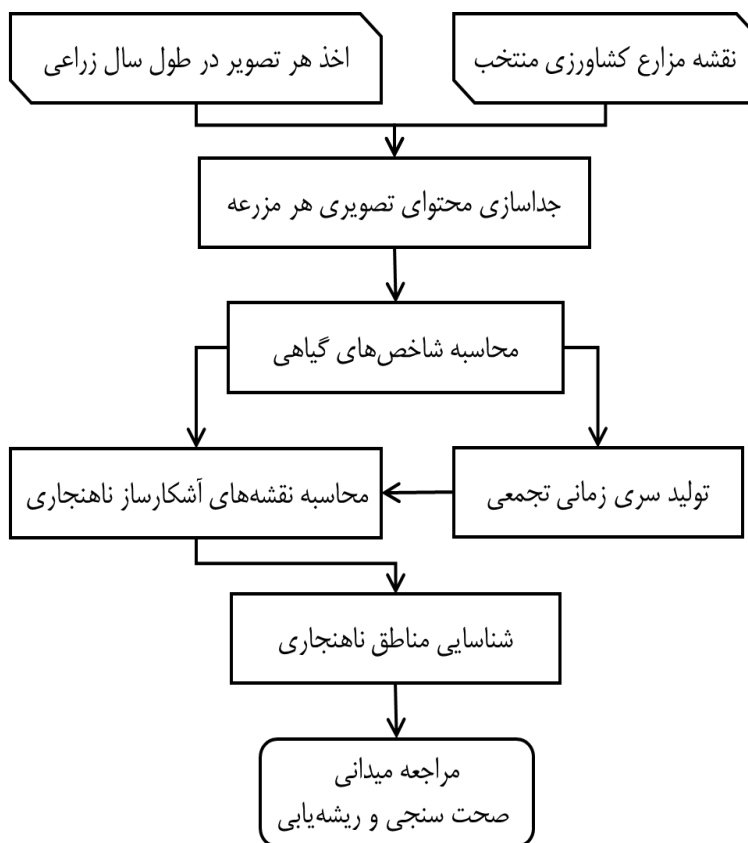 نقشه مزارع کشاورزی منتخب
اخذ هر تصویر در طول سال زراعی
جداسازی محتوای تصویری هر مزرعه
محاسبه شاخص‌های گیاهی
تولید سری زمانی تجمعی
محاسبه نقشه‌های آشکارساز ناهنجاری
شناسایی مناطق ناهنجاری
مراجعه میدانی
صحت سنجی و ریشه‌یابی